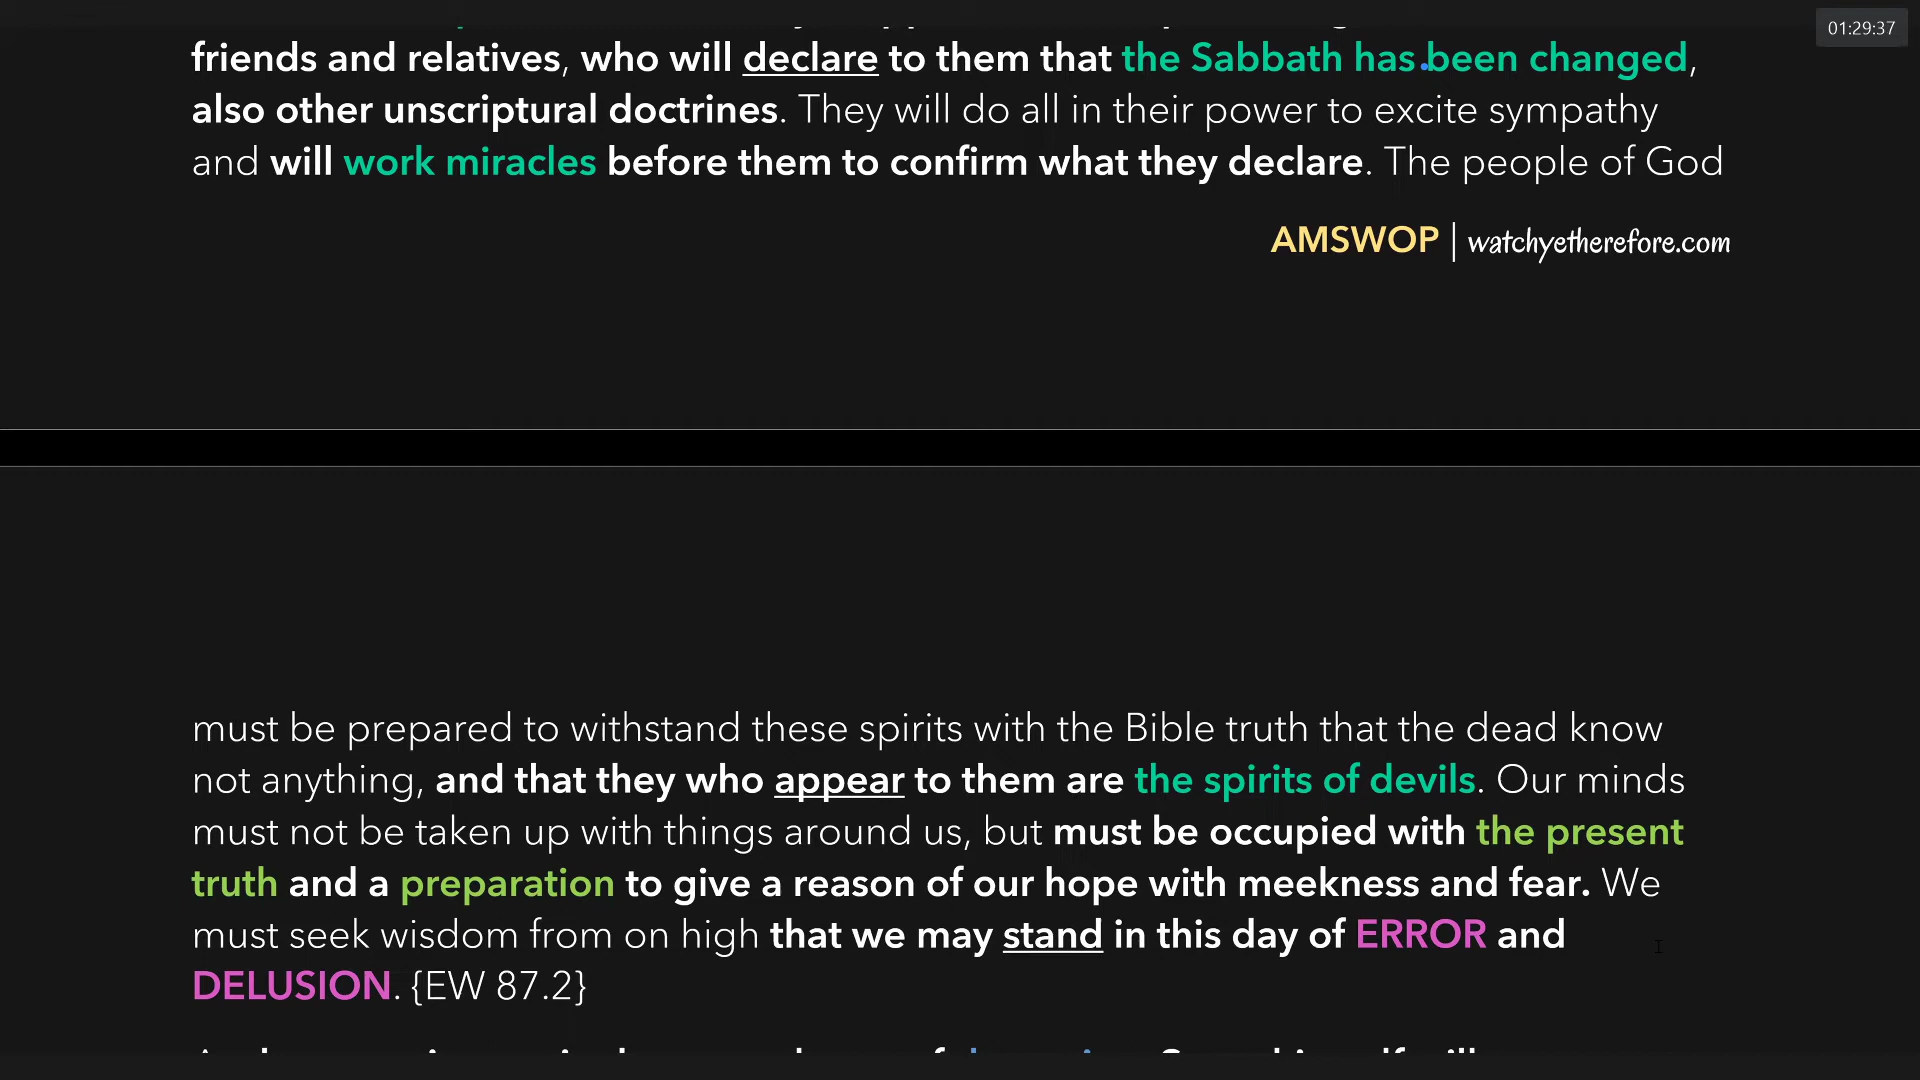 01:29:37
friends and relatives, who will declare to them that the Sabbath has been changed,
also other unscriptural doctrines. They will do all in their power to excite sympathy
and will work miracles before them to confirm what they declare. The people of God
AMSWOP | watchyetherefore.com
must be prepared to withstand these spirits with the Bible truth that the dead know
not anything, and that they who appear to them are the spirits of devils. Our minds
must not be taken up with things around us, but must be occupied with the present
truth and a preparation to give a reason of our hope with meekness and fear. We
must seek wisdom from on high that we may stand in this day of ERROR and
DELUSION. {EW 87.2}